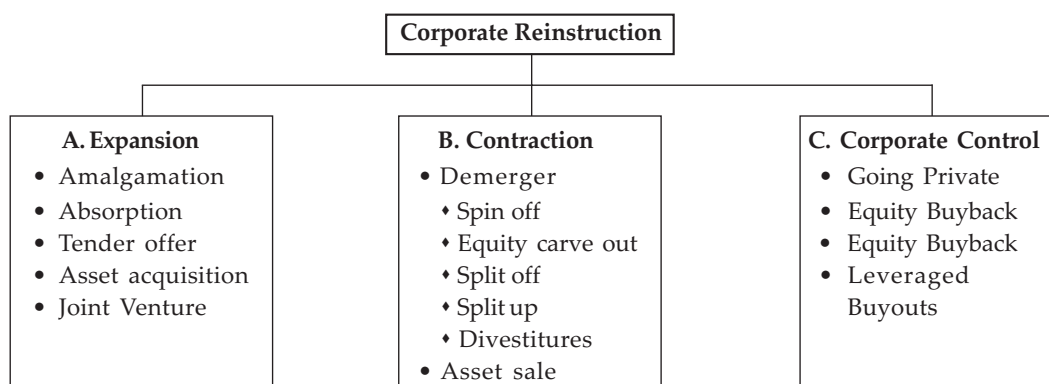 Corporate Reinstruction
A. Expansion
• Amalgamation
• Absorption
• Tender offer
• Asset acquisition
• Joint Venture
B. Contraction
• Demerger
♦ Spin off
♦ Equity carve out
♦ Split off
♦ Split up
♦ Divestitures
• Asset sale
C. Corporate Control
• Going Private
• Equity Buyback
• Equity Buyback
• Leveraged
Buyouts